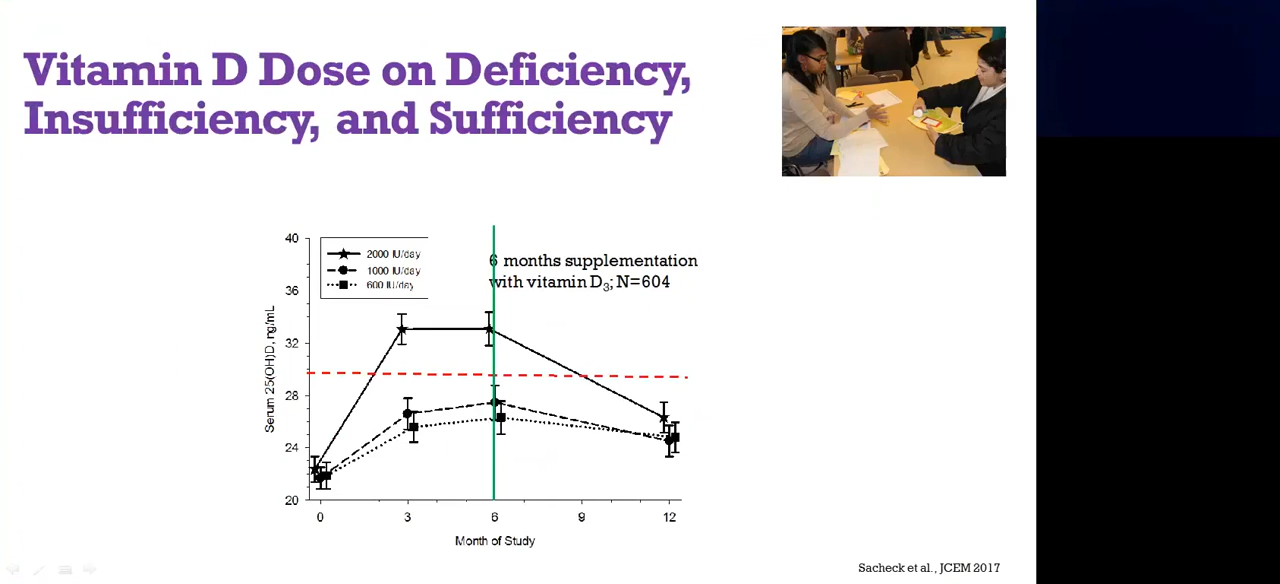 Vitamin D Dose on Deficiency,
Insufficiency, and Sufficiency
40
36
32
28
24
20
Serum 25(OH)D, ng/mL
2000 IU/day
1000 IU/day
600 IU/day
6 months supplementation
with vitamin D3; N=604
0
3
6
9
12
Month of Study
Sacheck et al., JCEM 2017